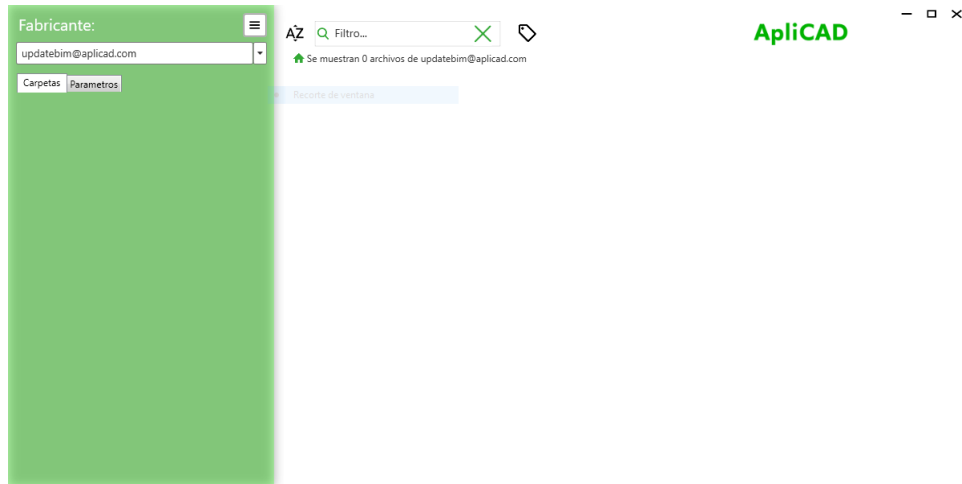 Fabricante:
updatebim@aplicad.com
Carpetas Parametros
AZ Filtro...
Se muestran 0 archivos de updatebim@aplicad.com
Recorte de ventana
ApliCAD